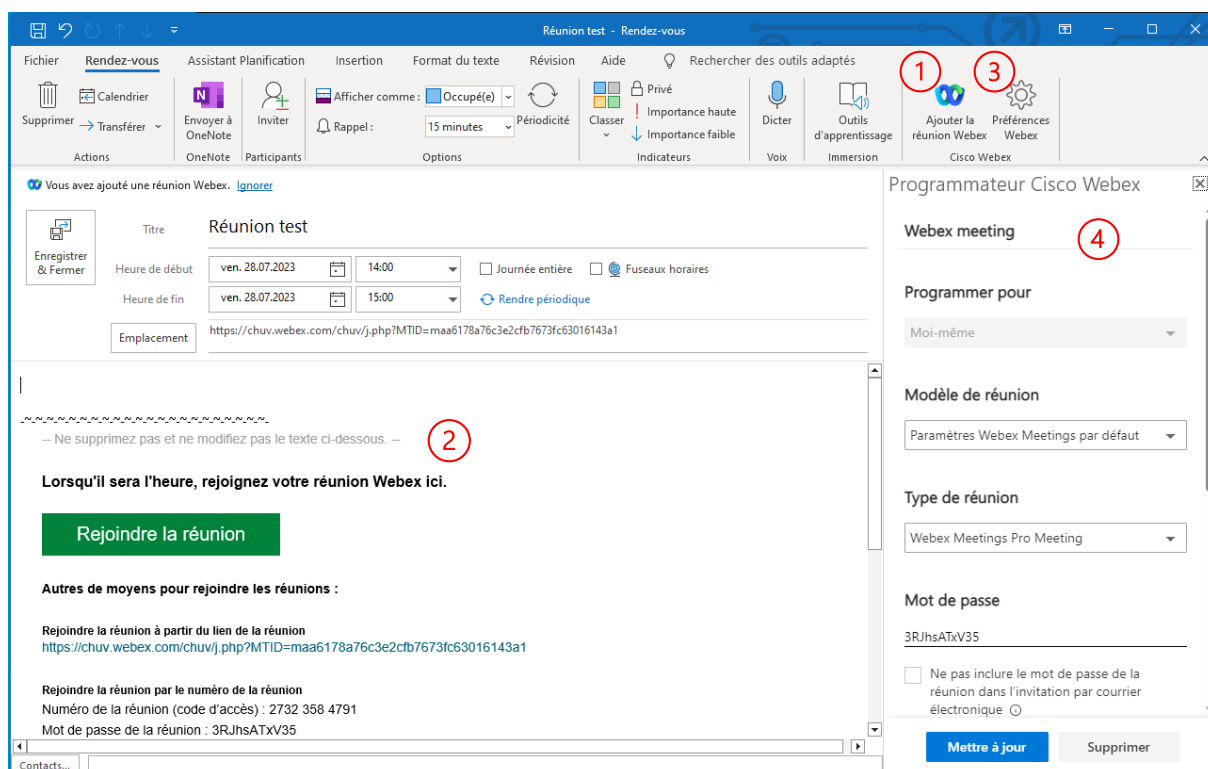 Réunion test - Rendez-vous
Fichier Rendez-vous Assistant Planification Insertion Format du texte Révision Aide Rechercher des outils adaptés
1 3
Supprimer
Calendrier
Transférer
Actions
Envoyer à
OneNote
OneNote
Inviter
Participants
Afficher comme : Occupé(e)
Rappel : 15 minutes
Périodicité
Options
Classer
Privé
Importance haute
Importance faible
Indicateurs
Dicter
Voix
Outils
d'apprentissage
Immersion
Ajouter la
réunion Webex
Préférences
Webex
Cisco Webex
Vous avez ajouté une réunion Webex. Ignorer
Enregistrer
& Fermer
Titre Réunion test
Heure de début ven. 28.07.2023 14:00 Journée entière Fuseaux horaires
Heure de fin ven. 28.07.2023 15:00 Rendre périodique
Emplacement https://chuv.webex.com/chuv/j.php?MTID=maa6178a76c3e2cfb7673fc63016143a1
-~-~-~-~-~-~-~-~-~-~-~-~-~-~-~-~-~-~-~-~-~-
-- Ne supprimez pas et ne modifiez pas le texte ci-dessous. --
2
Lorsqu'il sera l'heure, rejoignez votre réunion Webex ici.
Rejoindre la réunion
Autres de moyens pour rejoindre les réunions :
Rejoindre la réunion à partir du lien de la réunion
https://chuv.webex.com/chuv/j.php?MTID=maa6178a76c3e2cfb7673fc63016143a1
Rejoindre la réunion par le numéro de la réunion
Numéro de la réunion (code d'accès) : 2732 358 4791
Mot de passe de la réunion : 3RJhsATxV35
Contacts...
Programmateur Cisco Webex
Webex meeting
4
Programmer pour
Moi-même
Modèle de réunion
Paramètres Webex Meetings par défaut
Type de réunion
Webex Meetings Pro Meeting
Mot de passe
3RJhsATxV35
Ne pas inclure le mot de passe de la
réunion dans l'invitation par courrier
électronique
Mettre à jour Supprimer